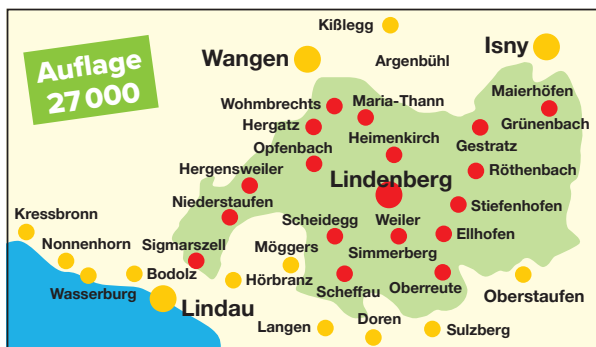 Kißlegg
Isny
Auflage
27 000
Wangen
Argenbühl
Maierhöfen
Wohmbrechts
Maria-Thann
Grünenbach
Hergatz
Heimenkirch
Gestratz
Opfenbach
Röthenbach
Hergensweiler
Lindenberg
Niederstaufen
Stiefenhofen
Kressbronn
Scheidegg
Weiler
Ellhofen
Nonnenhorn
Sigmarszell
Möggers
Simmerberg
Bodolz
Hörbranz
Scheffau
Oberreute
Wasserburg
Oberstaufen
Lindau
Langen
Doren
Sulzberg